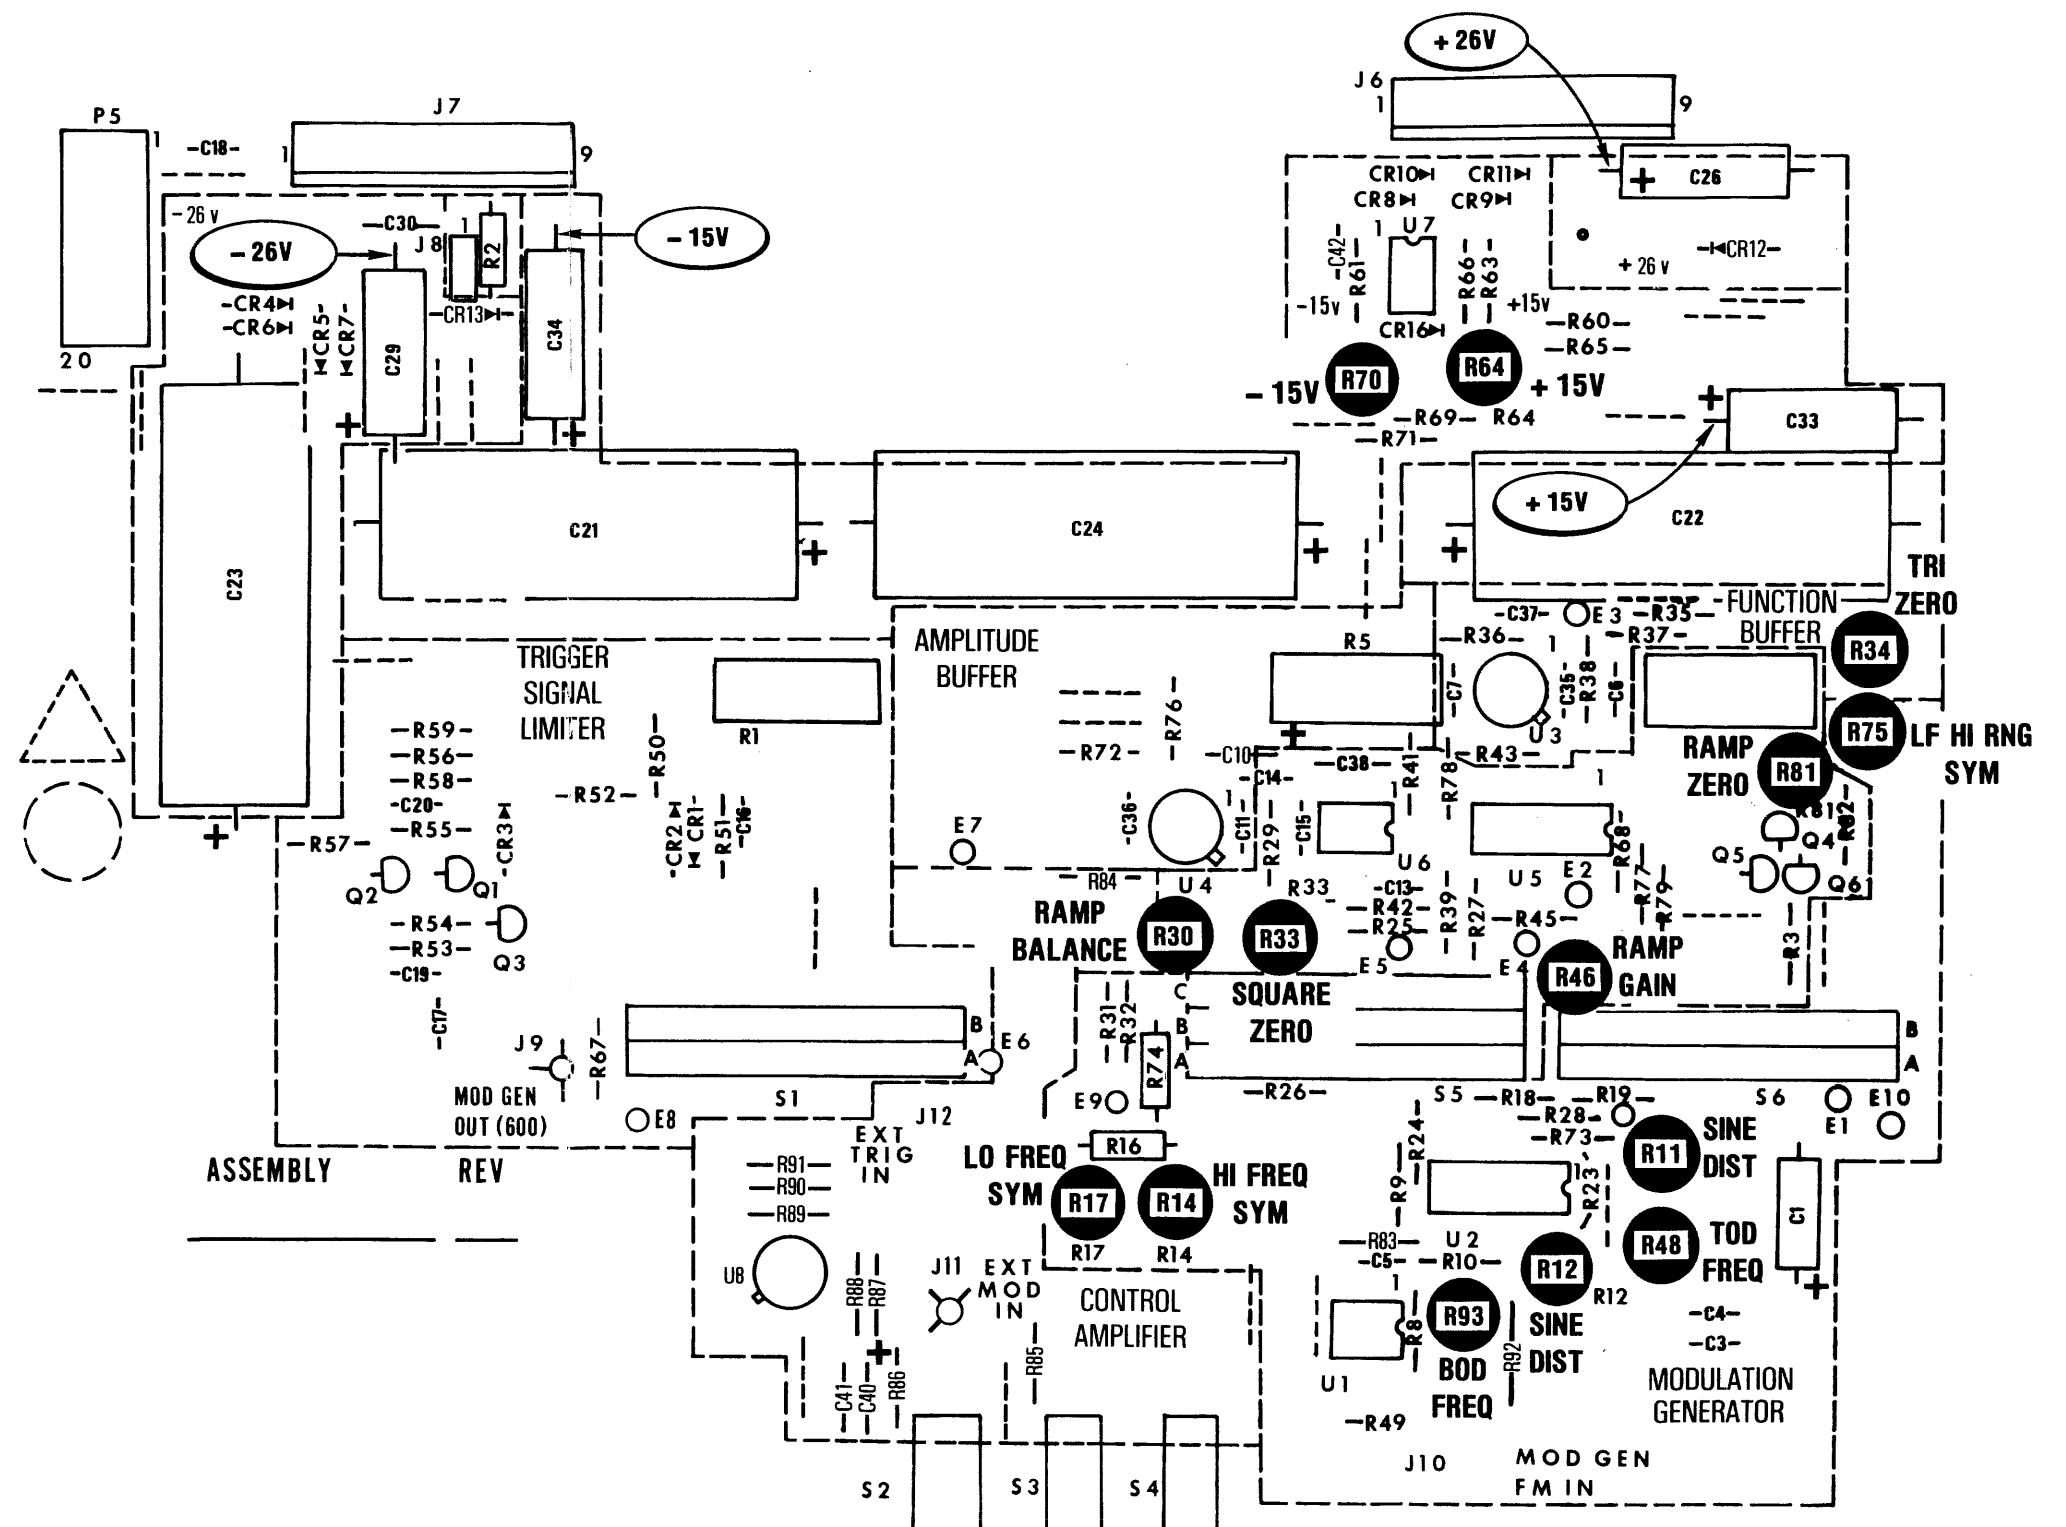 + 26V
J6
1
9
P5
1
20
-C18-
J7
1
9
- 26 v
- 26V
-C30-
J8
1
R2
- 15V
-CR4
-CR6
CR5-
CR7-
-CR13-
C29
+
C34
+
CR10
CR11
CR8
CR9
1
U7
-C42-
R61
-15v
R66
R63
+15v
CR16
+
C26
-CR12-
+ 26 v
-R60-
-R65-
R70
- 15V
R64
+ 15V
-R69-
R64
-R71-
+
C33
+ 15V
C23
+
C21
+
C24
+
C22
+
TRI
ZERO
R34
-C37-
E3
-R35-
FUNCTION
BUFFER
-R36-
1
-R37-
AMPLITUDE
BUFFER
TRIGGER
SIGNAL
LIMITER
R1
R5
+
C7
C35
R38
C6
U3
R75
LF HI RNG
SYM
RAMP
ZERO
R81
R81
R82
-R59-
-R56-
-R58-
-C20-
-R55-
-R57-
-R50-
-R52-
-CR3
-CR2
CR1-
-R51-
-C16-
R76
-R72-
-C10-
-C14-
-C38-
R41
R78
-R43-
1
E7
-C36-
1
-C11-
-R29-
-C15-
1
U6
U5
-R68-
E2
Q4
Q5
Q6
Q2
Q1
-R54-
-R53-
-C19-
Q3
-C17-
-R84-
U4
R33
-C13-
-R42-
-R25-
R39
R27
-R45-
R77
R79
R3
RAMP
BALANCE
R30
R33
SQUARE
ZERO
E5
E4
R46
RAMP
GAIN
J9
R67
MOD GEN
OUT (600)
E8
B
A
E6
S1
R31
R32
C
B
A
R74
E9
-R26-
S5
-R18-
R19
-R28-
-R73-
B
A
S6
E1
E10
J12
EXT
TRIG
IN
ASSEMBLY
REV
-R91-
-R90-
-R89-
U8
R16
LO FREQ
SYM
R17
R17
R14
R14
HI FREQ
SYM
R24
R9
1
R23
U2
R11
SINE
DIST
R48
TOD
FREQ
C1
+
-R83-
-C5-
-R10-
R12
R12
SINE
DIST
R88
R87
J11
EXT
MOD
IN
CONTROL
AMPLIFIER
1
U1
R8
R93
BOD
FREQ
R92
-C4-
-C3-
MODULATION
GENERATOR
+
C41
C40
R86
R85
-R49
J10
MOD GEN
FM IN
S2
S3
S4